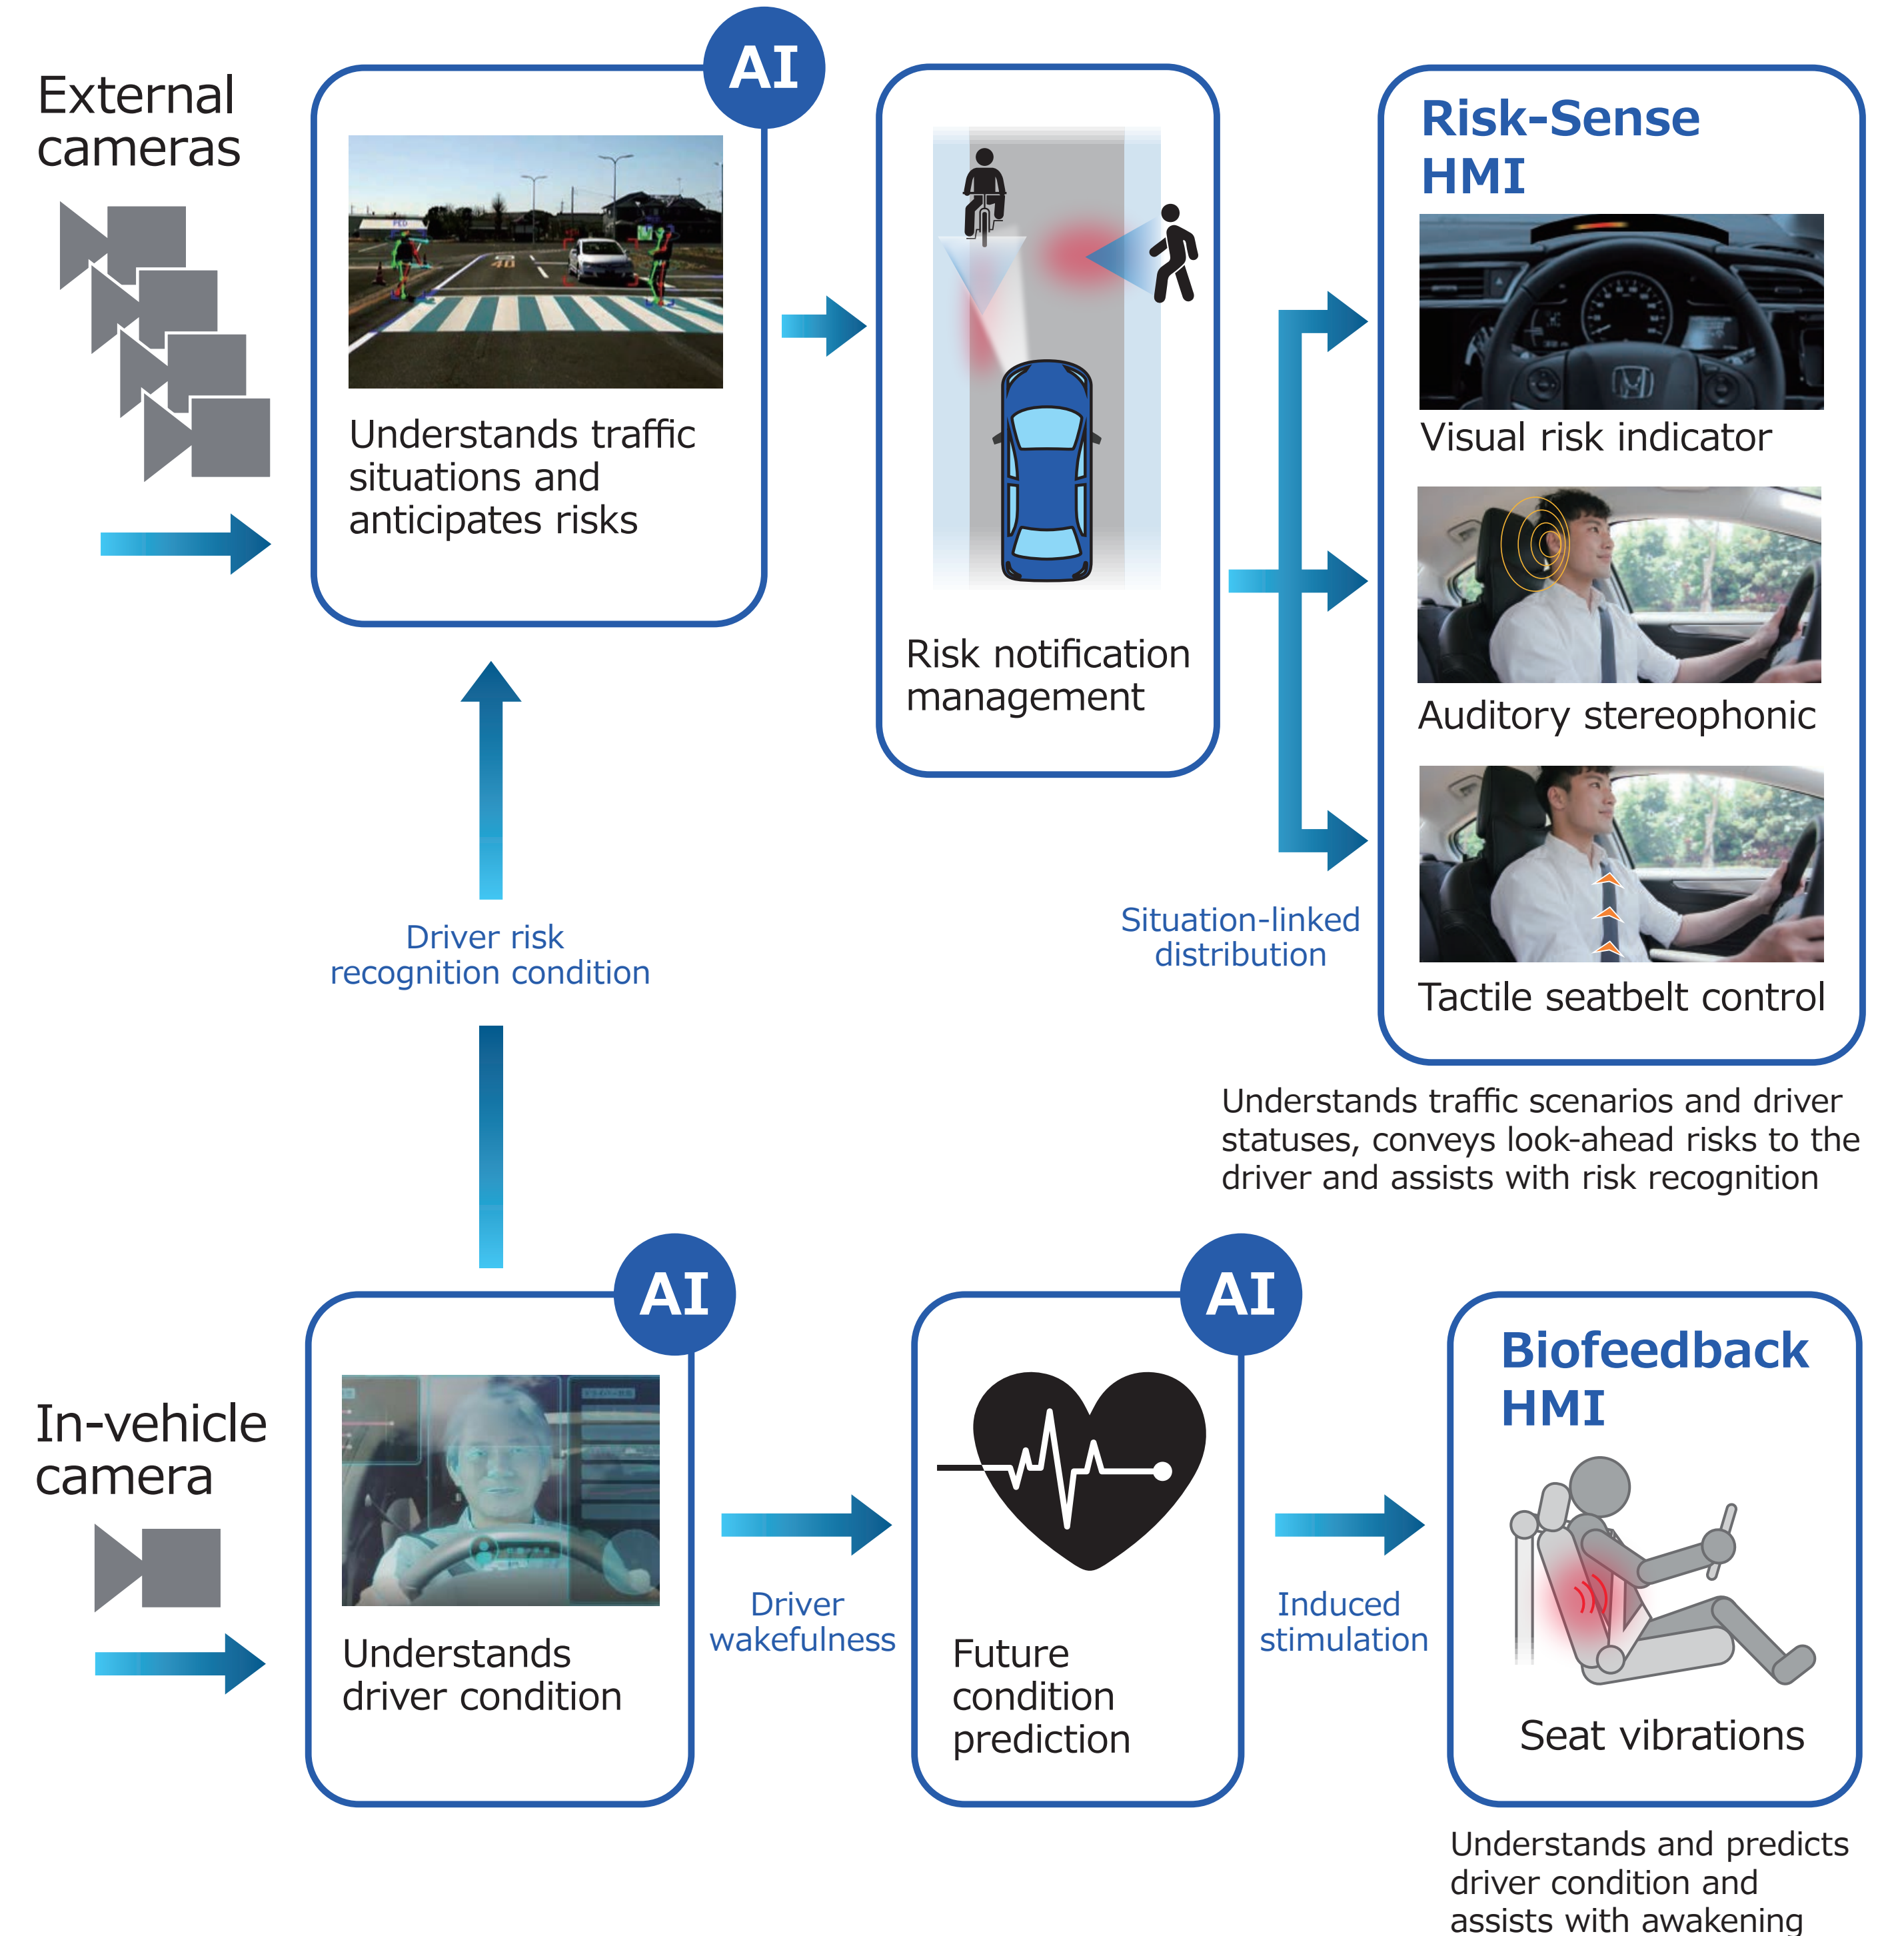 AI
External
cameras
Understands traffic
situations and
anticipates risks
Risk notification
management
Risk-Sense
HMI
Visual risk indicator
Auditory stereophonic
Tactile seatbelt control
Situation-linked
distribution
Driver risk
recognition condition
Understands traffic scenarios and driver
statuses, conveys look-ahead risks to the
driver and assists with risk recognition
In-vehicle
camera
AI
Understands
driver condition
Driver
wakefulness
AI
Future
condition
prediction
Induced
stimulation
Biofeedback
HMI
Seat vibrations
Understands and predicts
driver condition and
assists with awakening